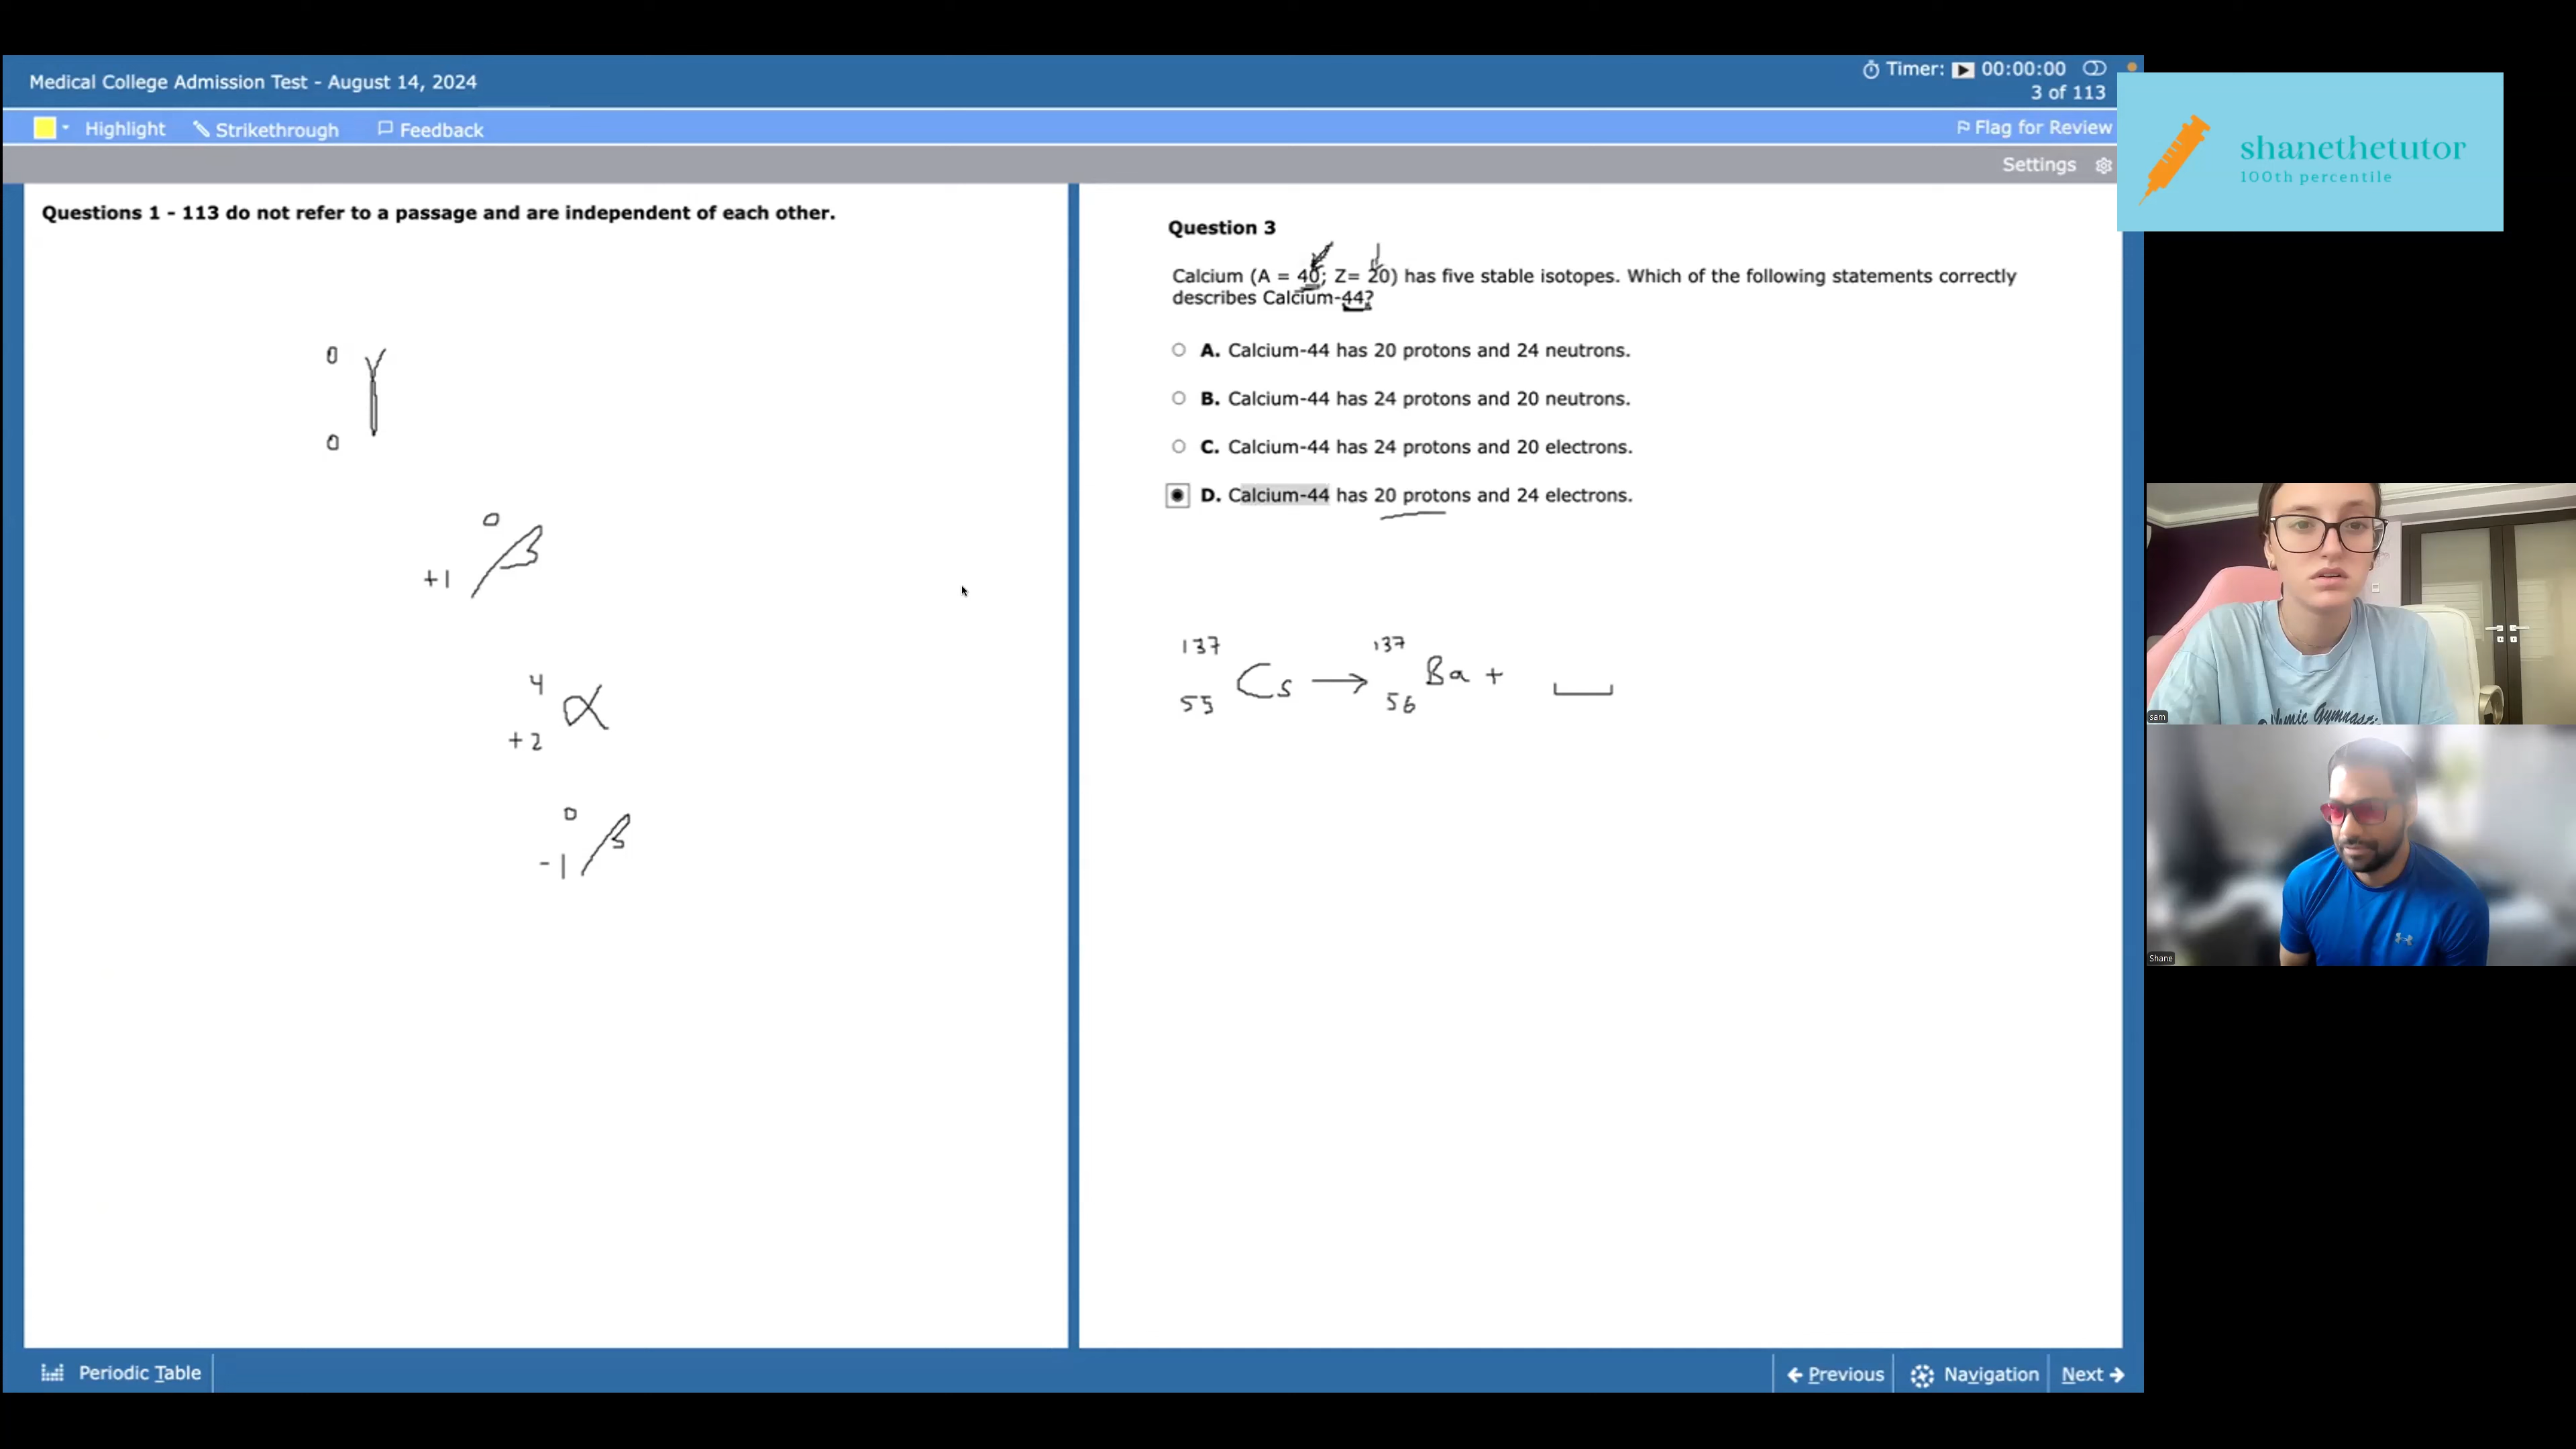 Medical College Admission Test - August 14, 2024
Timer: 00:00:00
3 of 113
Highlight Strikethrough Feedback
Flag for Review
Settings
shanethetutor
100th percentile
Questions 1 - 113 do not refer to a passage and are independent of each other.
0
γ
0
0
β
+1
4
α
+2
0
β
-1
Question 3
Calcium (A = 40; Z= 20) has five stable isotopes. Which of the following statements correctly
describes Calcium-44?
A. Calcium-44 has 20 protons and 24 neutrons.
B. Calcium-44 has 24 protons and 20 neutrons.
C. Calcium-44 has 24 protons and 20 electrons.
D. Calcium-44 has 20 protons and 24 electrons.
137 137
Cs → Ba +
55 56
sam
Shane
Periodic Table
Previous Navigation Next